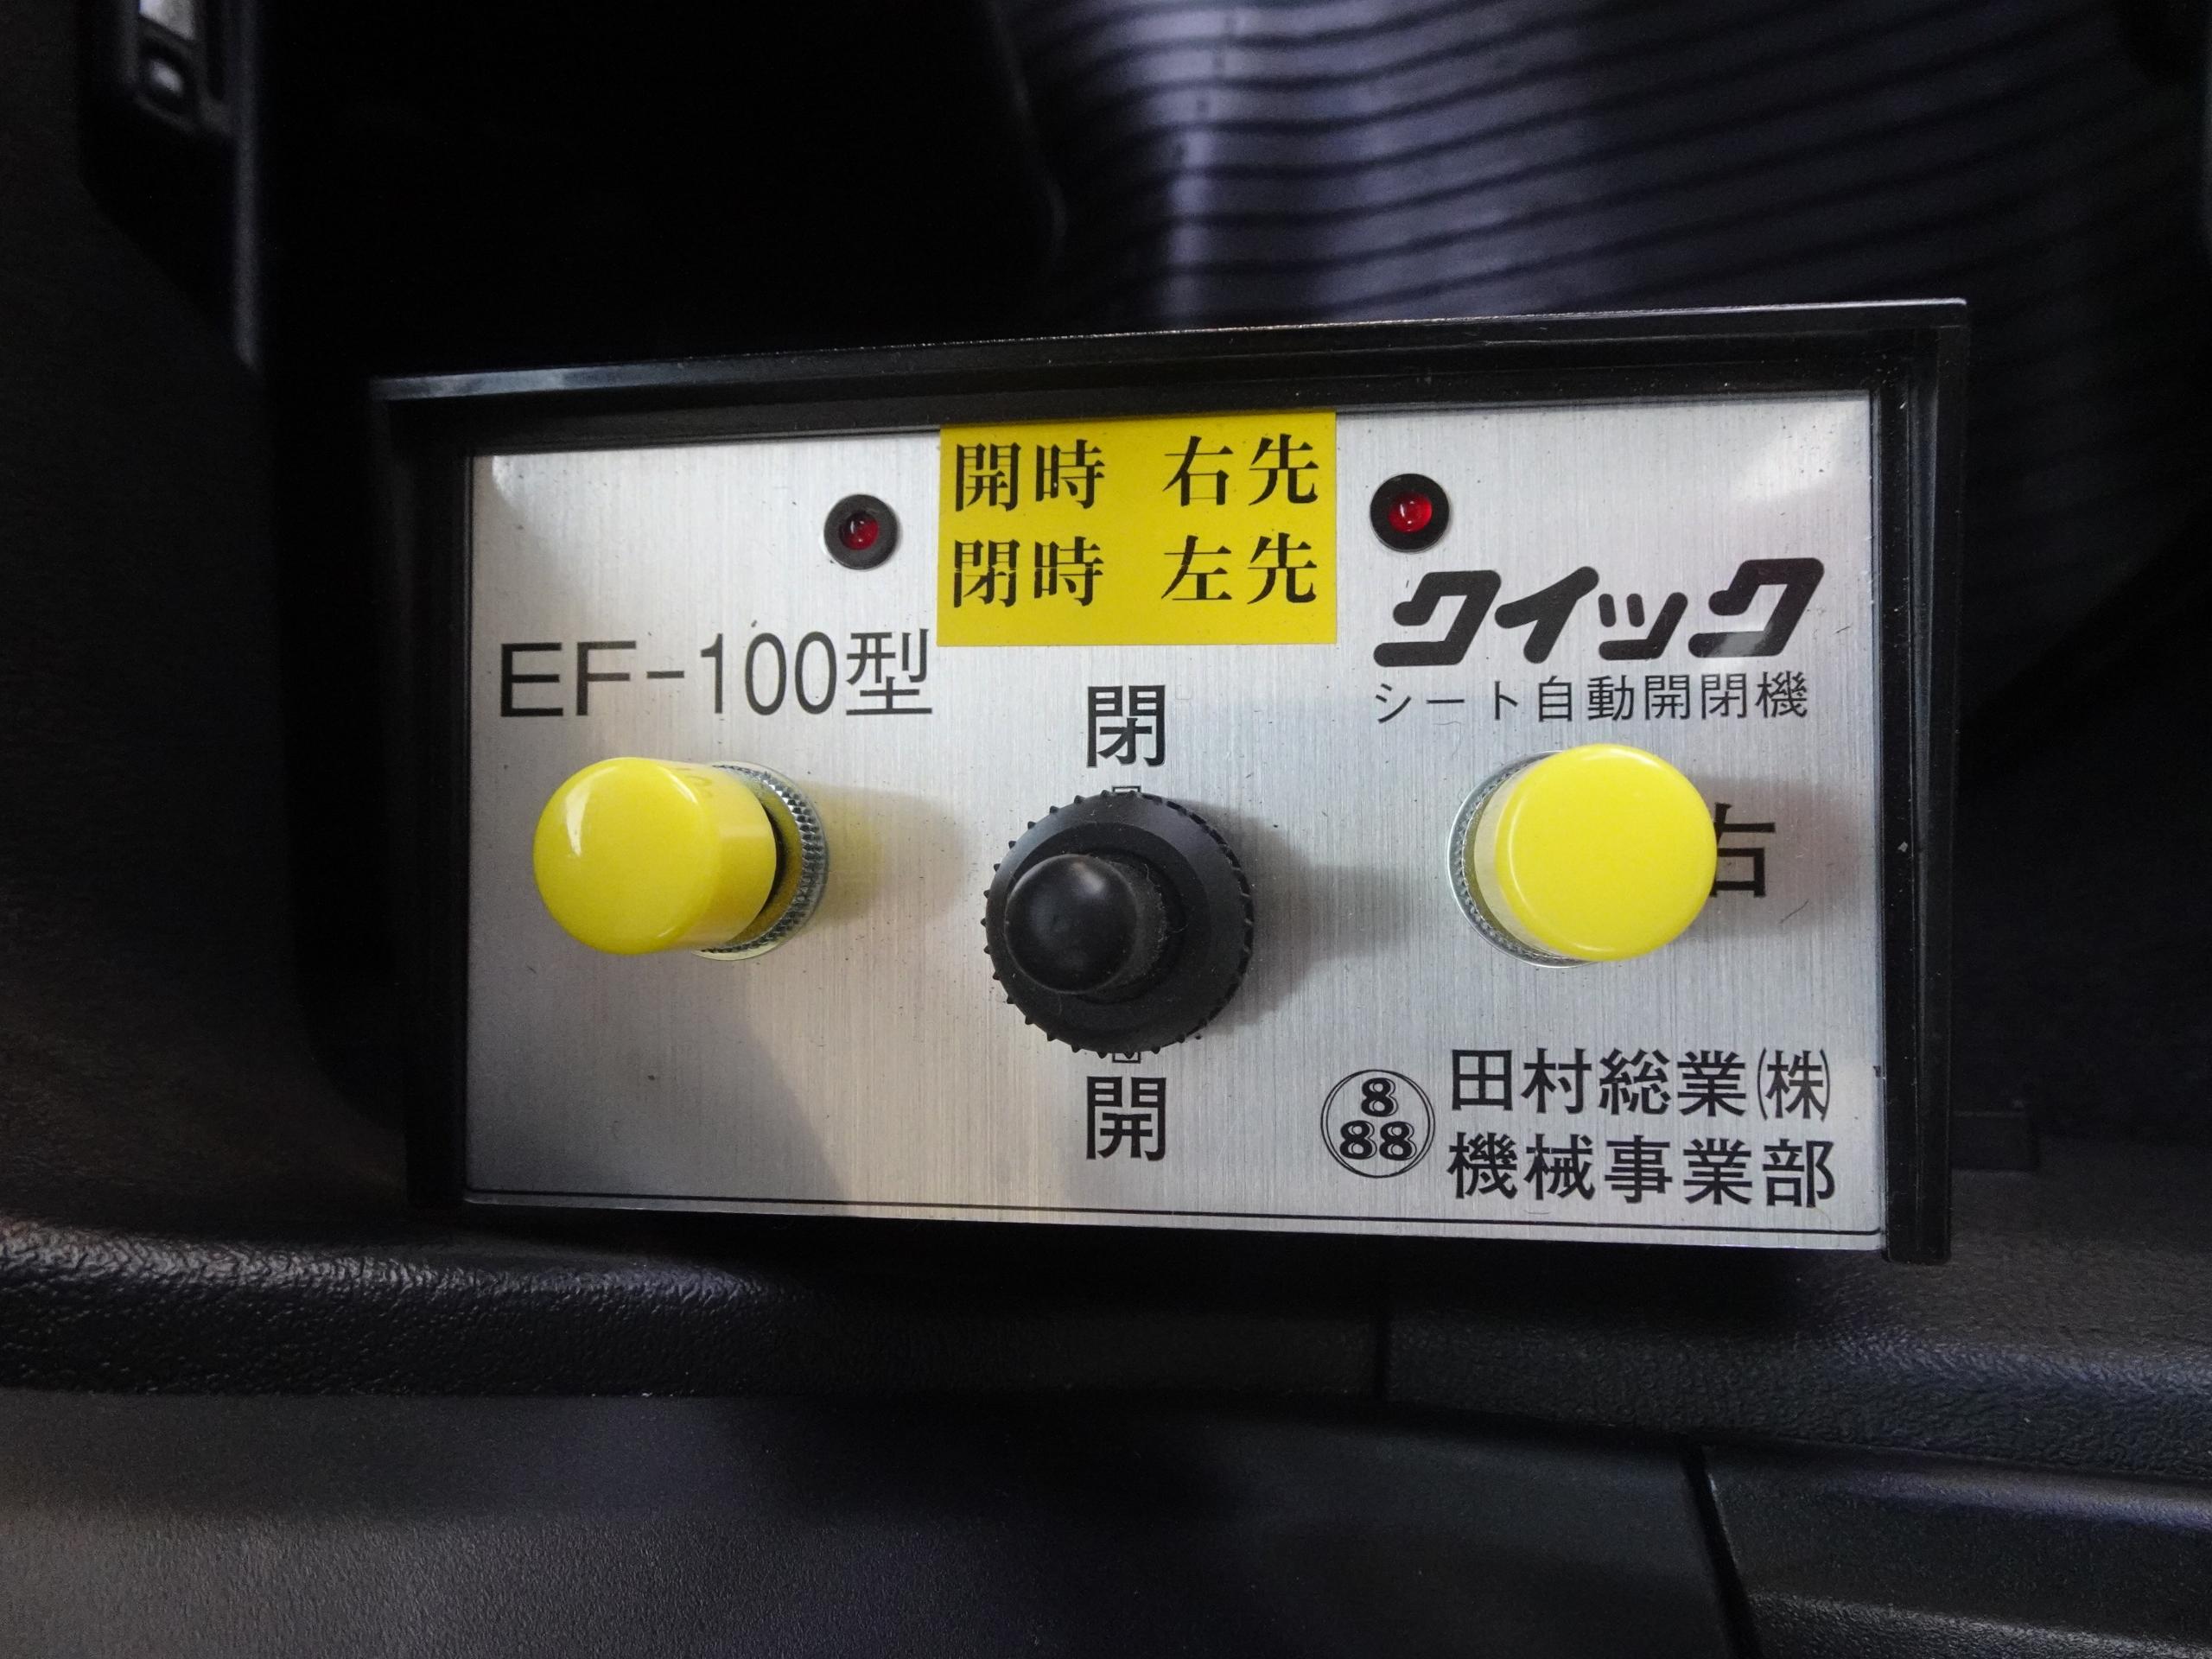 開時 右先
閉時 左先
クイック
シート自動開閉機
EF-100型
閉
右
開
8
88
田村総業㈱
機械事業部